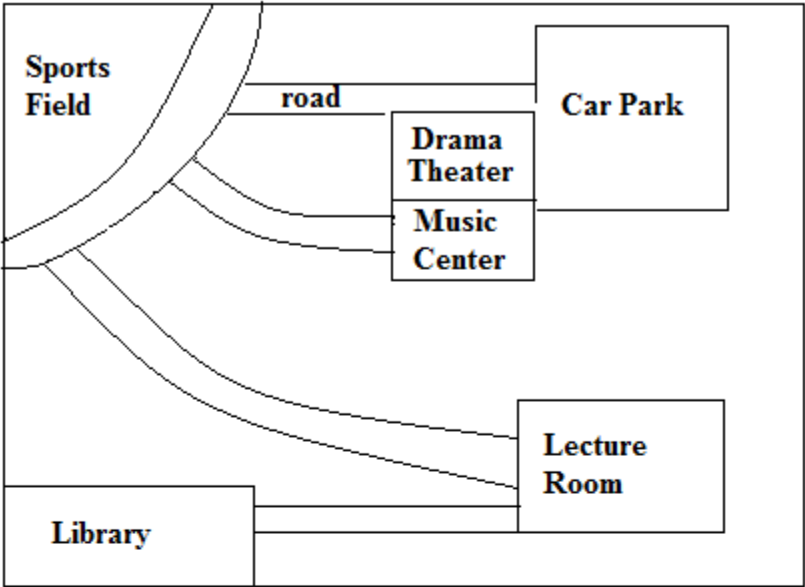 Sports
Field
road
Car Park
Drama
Theater
Music
Center
Lecture
Room
Library